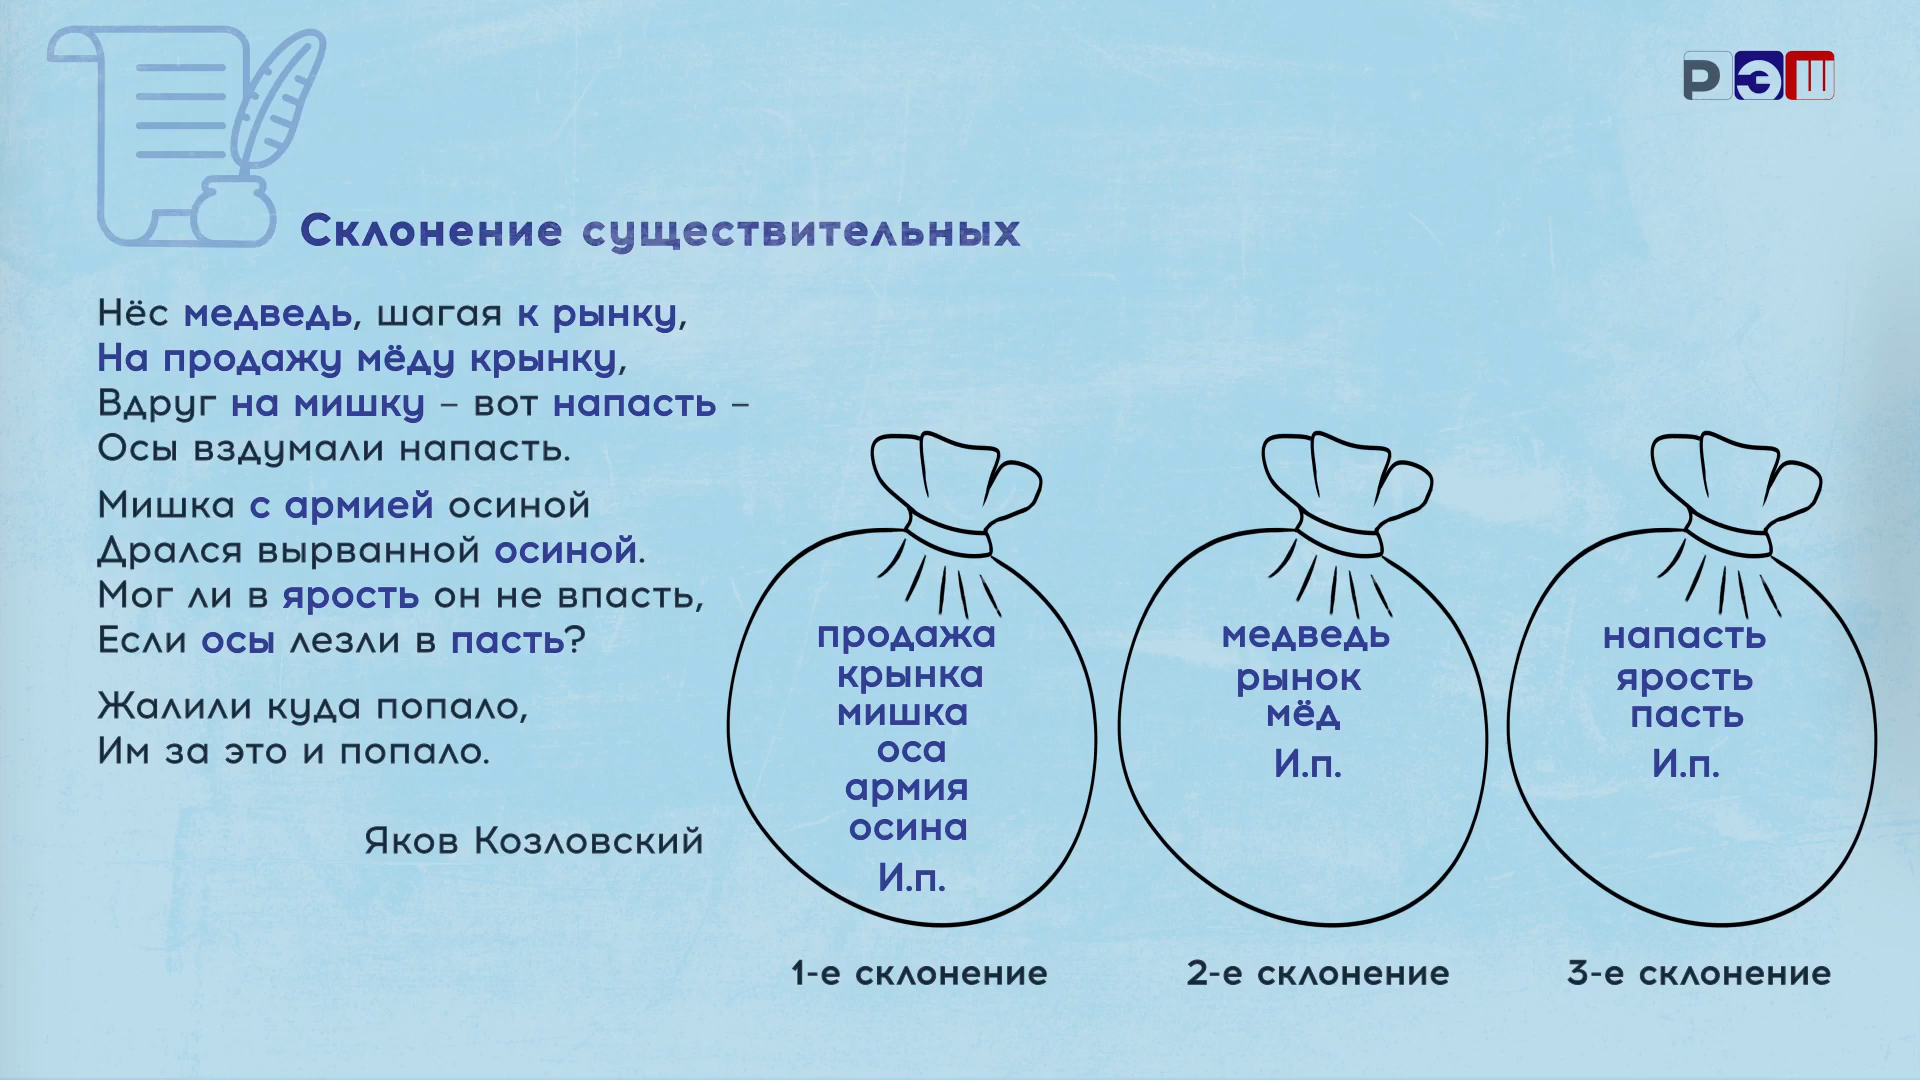 РЭШ
Склонение существительных
Нёс медведь, шагая к рынку,
На продажу мёду крынку,
Вдруг на мишку – вот напасть –
Осы вздумали напасть.
Мишка с армией осиной
Дрался вырванной осиной.
Мог ли в ярость он не впасть,
Если осы лезли в пасть?
Жалили куда попало,
Им за это и попало.
Яков Козловский
продажа
крынка
мишка
оса
армия
осина
И.п.
1-е склонение
медведь
рынок
мёд
И.п.
2-е склонение
напасть
ярость
пасть
И.п.
3-е склонение